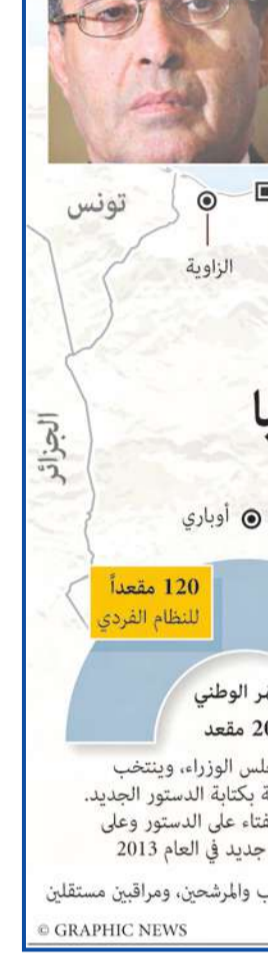 تونس
الزاوية
الجزائر
أوباري
120 مقعداً
للنظام الفردي
الوطني
مقعد
الوزراء، وينتخب
بكتابة الدستور الجديد.
على الدستور وعلى
جديد في العام 2013
والمرشحين، ومراقبين مستقلين
© GRAPHIC NEWS